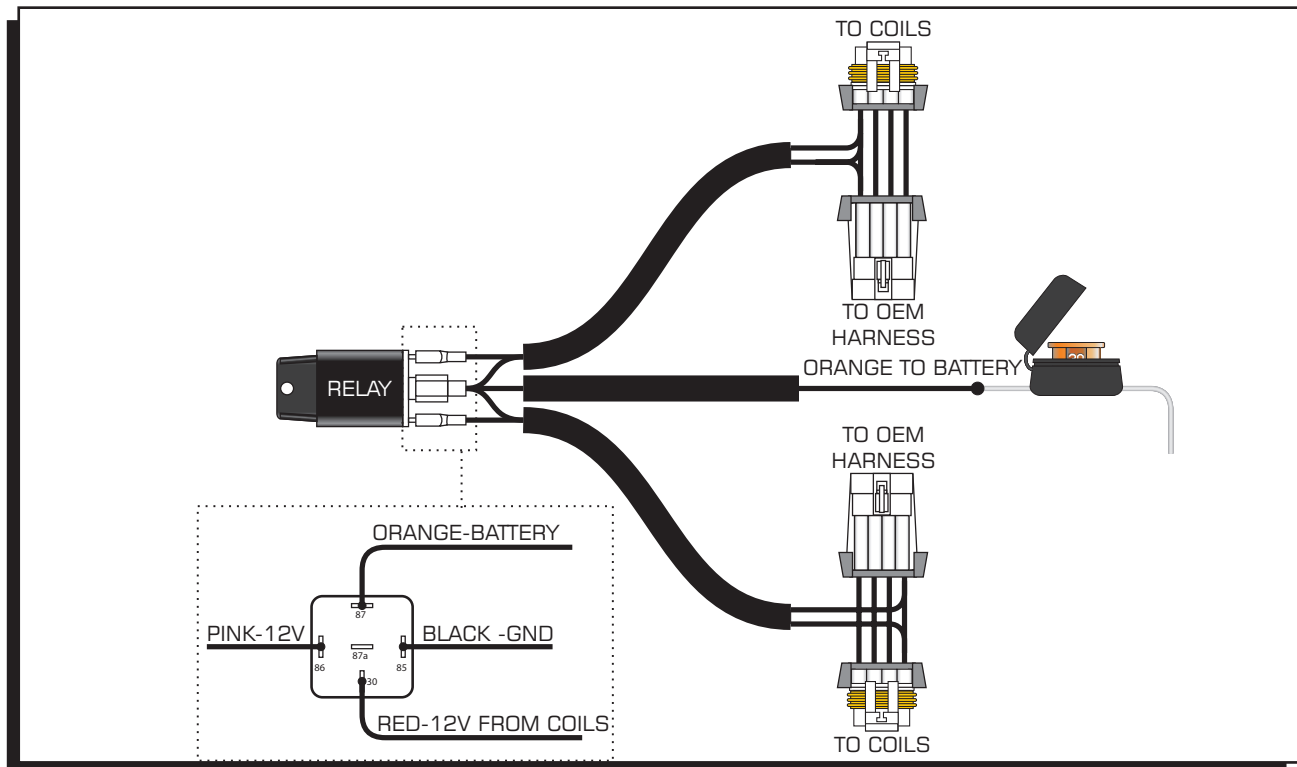 TO COILS
TO OEM
HARNESS
ORANGE TO BATTERY
RELAY
TO OEM
HARNESS
TO COILS
ORANGE-BATTERY
87
PINK-12V
BLACK -GND
86
87a
85
30
RED-12V FROM COILS